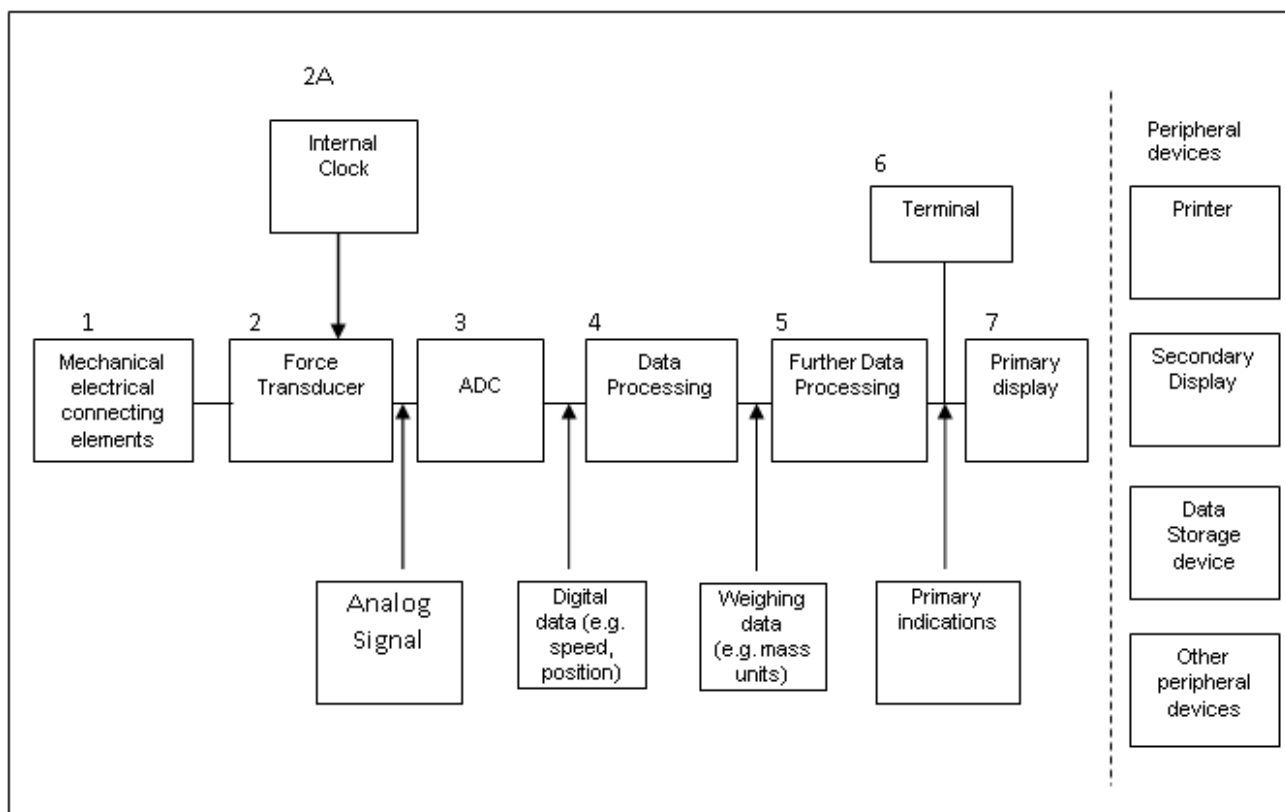 2A
Internal
Clock
Peripheral
devices
6
Terminal
Printer
1
2
3
4
5
7
Mechanical
electrical
connecting
elements
Force
Transducer
ADC
Data
Processing
Further Data
Processing
Primary
display
Secondary
Display
Analog
Signal
Digital
data (e.g.
speed,
position)
Weighing
data
(e.g. mass
units)
Primary
indications
Data
Storage
device
Other
peripheral
devices